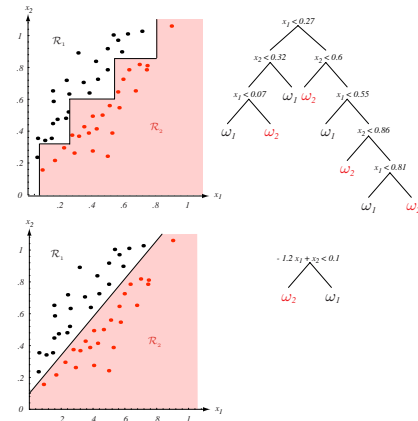 x₂
1
.8
.6
.4
.2
0
R₁
R₂
.2 .4 .6 .8 1
x₁
x₁ < 0.27
x₂ < 0.32 x₂ < 0.6
x₁ < 0.07 ω₁ ω₂ x₁ < 0.55
ω₁ ω₂ ω₁ x₂ < 0.86
ω₂ x₁ < 0.81
ω₁
x₂
1
.8
.6
.4
.2
0
R₁
R₂
.2 .4 .6 .8 1
x₁
- 1.2 x₁ + x₂ < 0.1
ω₂ ω₁